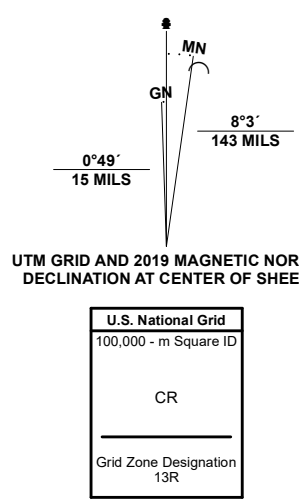 MN
GN
8°3´
143 MILS
0°49´
15 MILS
UTM GRID AND 2019 MAGNETIC NOR
DECLINATION AT CENTER OF SHEE
U.S. National Grid
100,000 - m Square ID
CR
Grid Zone Designation
13R